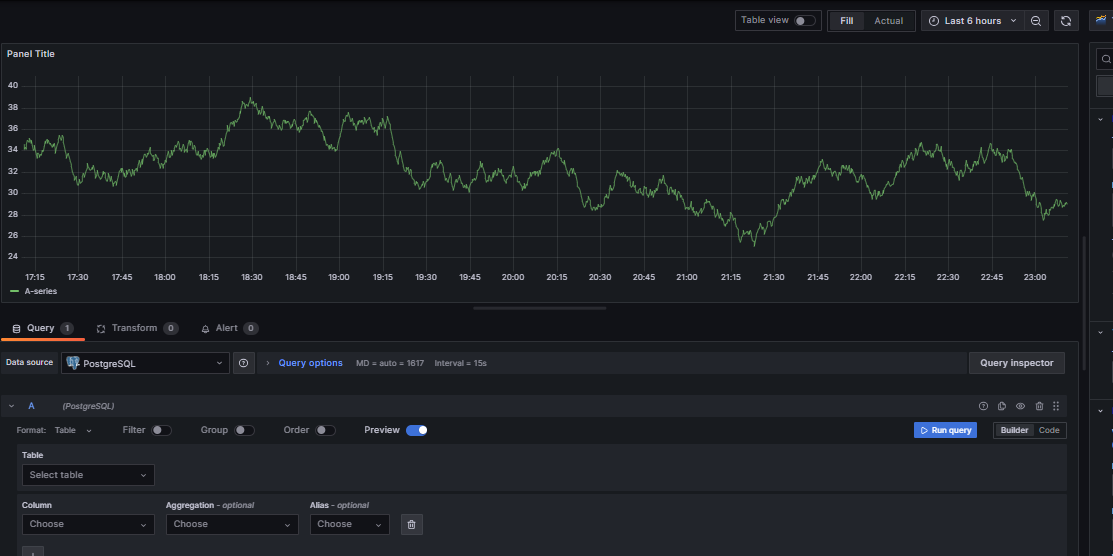 Table view Fill Actual Last 6 hours
Panel Title
40
38
36
34
32
30
28
26
24
17:15 17:30 17:45 18:00 18:15 18:30 18:45 19:00 19:15 19:30 19:45 20:00 20:15 20:30 20:45 21:00 21:15 21:30 21:45 22:00 22:15 22:30 22:45 23:00
A-series
Query 1 Transform 0 Alert 0
Data source PostgreSQL Query options MD = auto = 1617 Interval = 15s Query inspector
A (PostgreSQL)
Format: Table Filter Group Order Preview Run query Builder Code
Table
Select table
Column Aggregation - optional Alias - optional
Choose Choose Choose